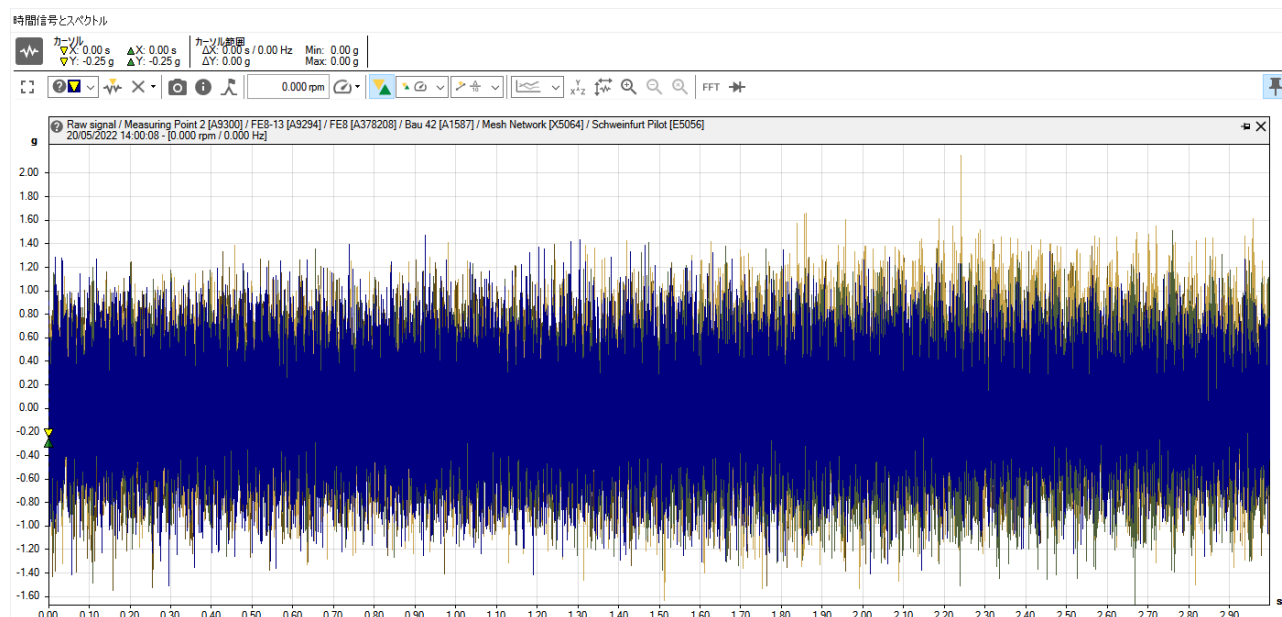 時間信号とスペクトル
カーソル
X: 0.00 s X: 0.00 s
Y: -0.25 g Y: -0.25 g
カーソル範囲
ΔX: 0.00 s / 0.00 Hz Min: 0.00 g
ΔY: 0.00 g Max: 0.00 g
0.000 rpm
FFT
Raw signal / Measuring Point 2 [A9300] / FE8-13 [A9294] / FE8 [A378208] / Bau 42 [A1587] / Mesh Network [X5064] / Schweinfurt Pilot [E5056]
20/05/2022 14:00:08 - [0.000 rpm / 0.000 Hz]
g
2.00
1.80
1.60
1.40
1.20
1.00
0.80
0.60
0.40
0.20
0.00
-0.20
-0.40
-0.60
-0.80
-1.00
-1.20
-1.40
-1.60
0.00 0.10 0.20 0.30 0.40 0.50 0.60 0.70 0.80 0.90 1.00 1.10 1.20 1.30 1.40 1.50 1.60 1.70 1.80 1.90 2.00 2.10 2.20 2.30 2.40 2.50 2.60 2.70 2.80 2.90 s